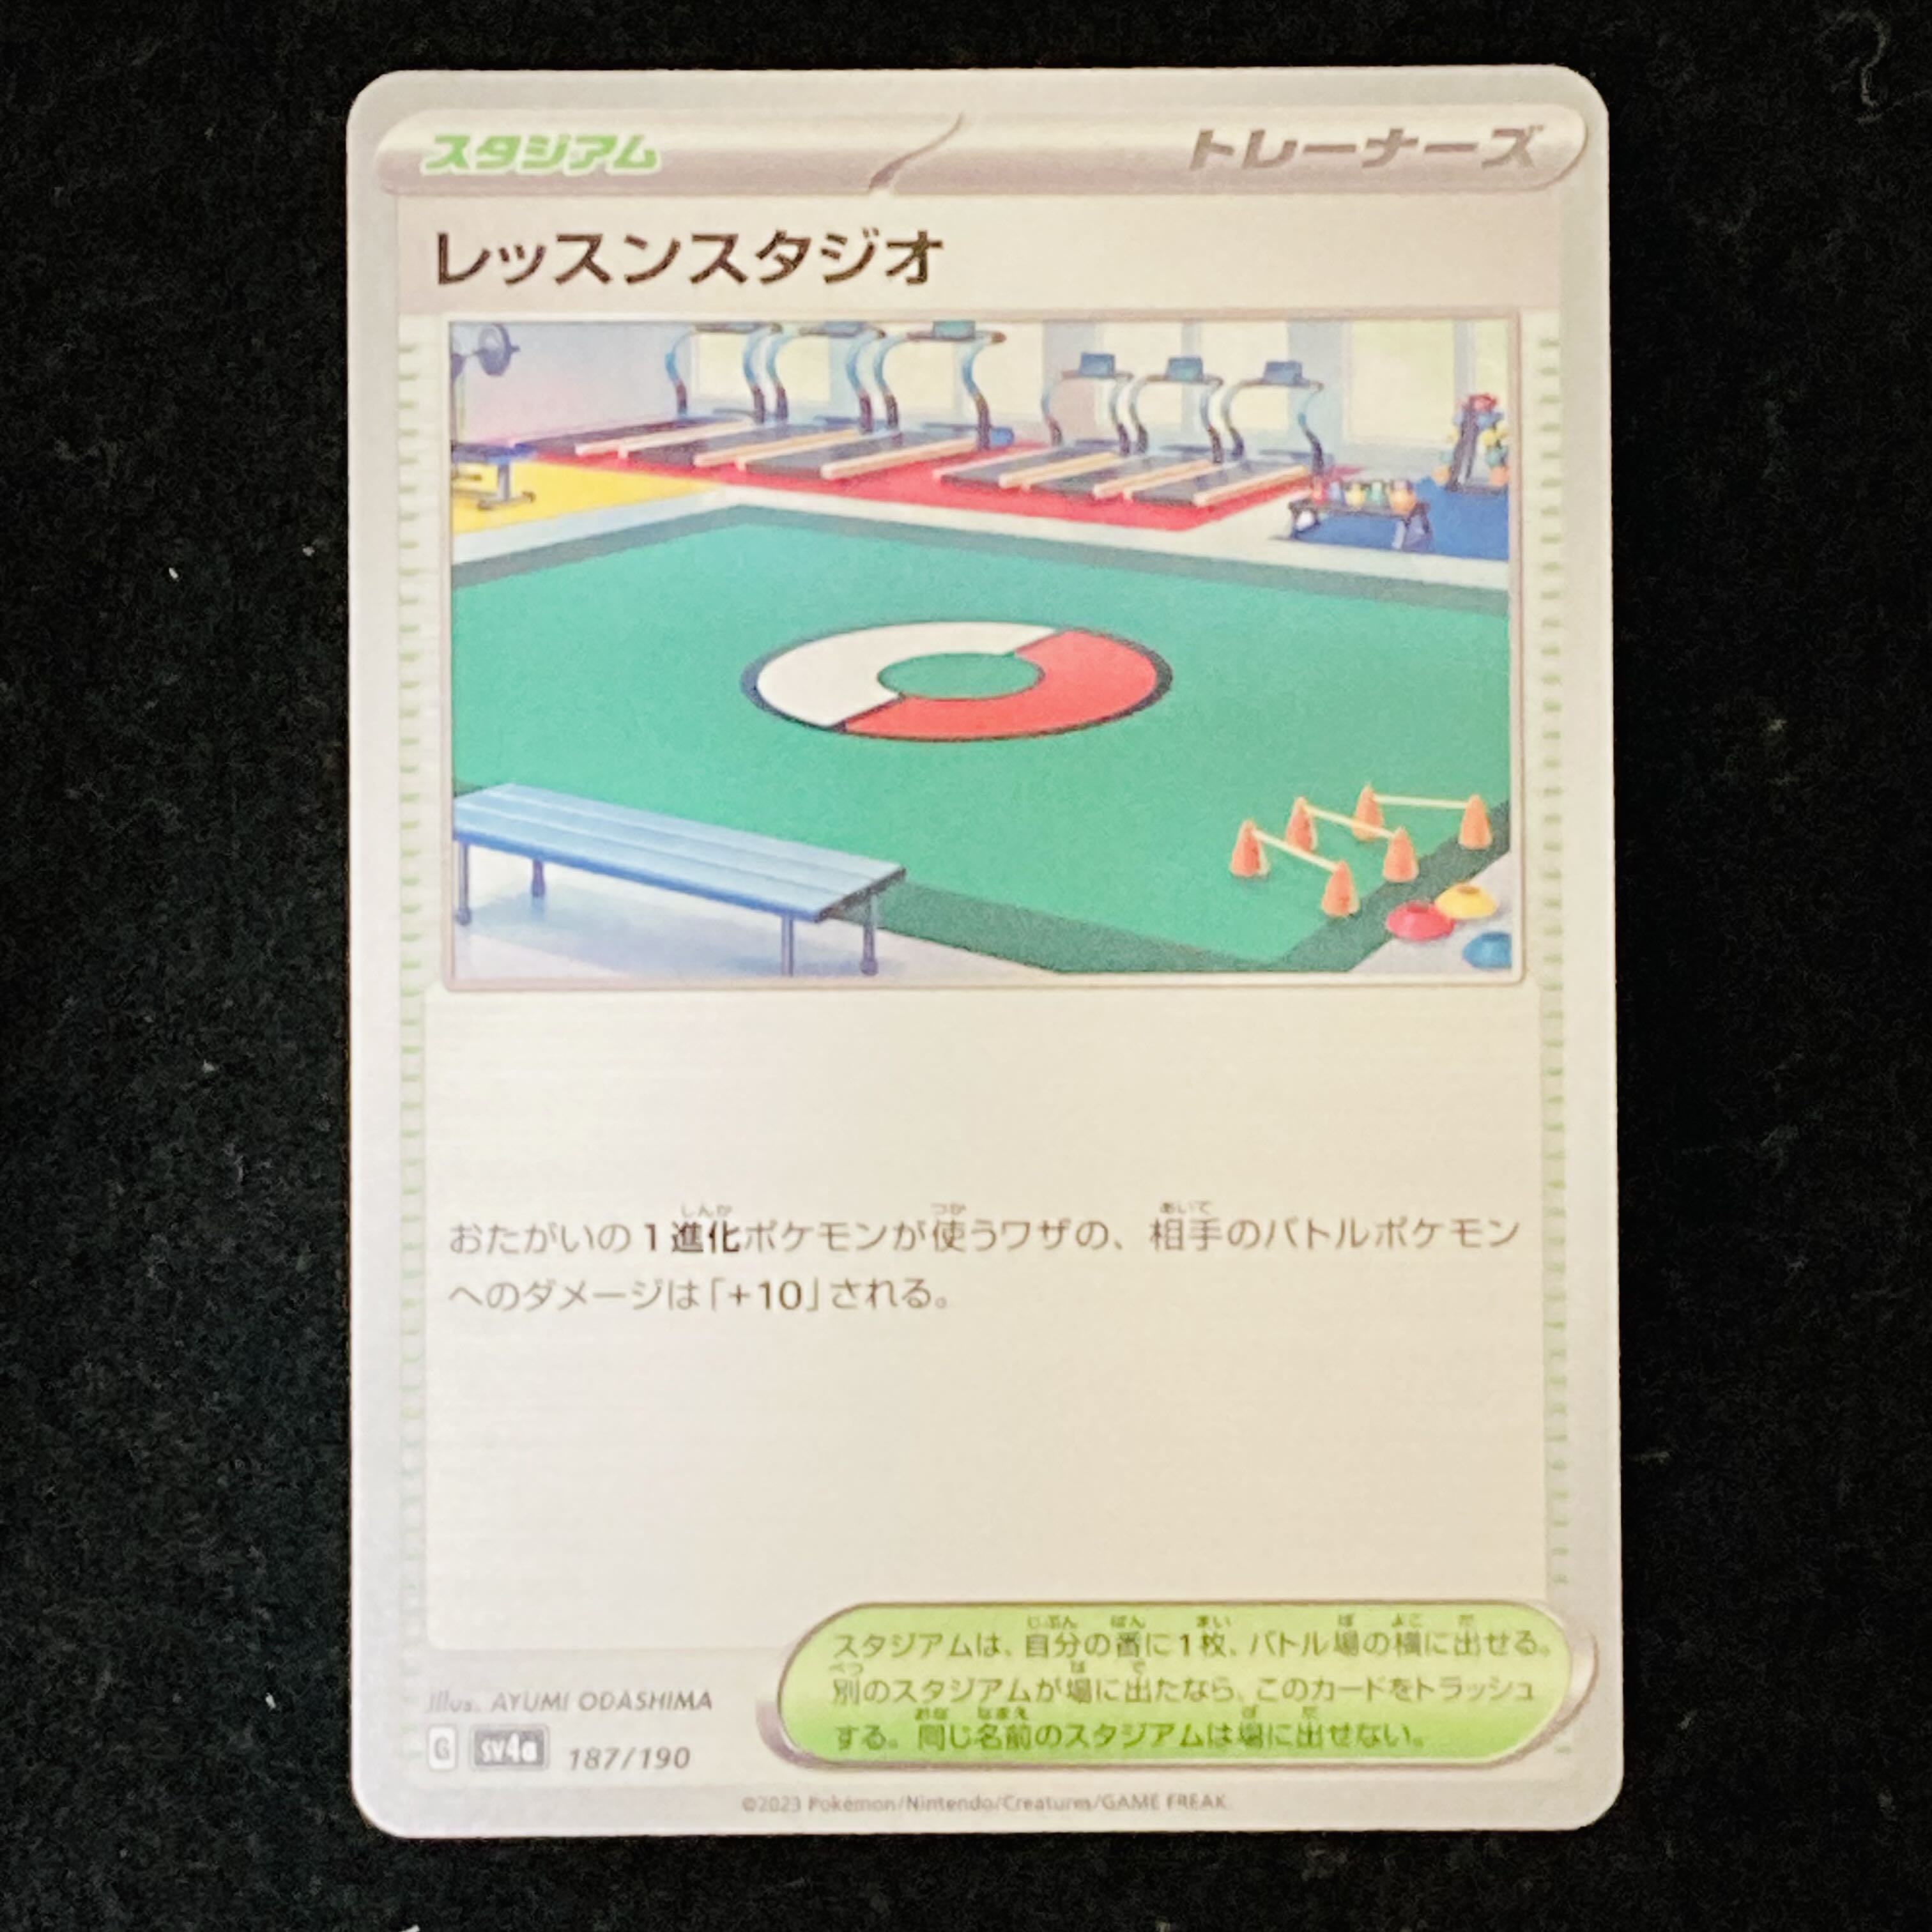 スタジアム トレーナーズ
レッスンスタジオ
おたがいの1進化ポケモンが使うワザの、相手のバトルポケモン
へのダメージは「+10」される。
スタジアムは、自分の番に1枚、バトル場の横に出せる。
別のスタジアムが場に出たなら、このカードをトラッシュ
する。同じ名前のスタジアムは場に出せない。
Illus. AYUMI ODASHIMA
G sv4a 187/190
©2023 Pokémon/Nintendo/Creatures/GAME FREAK